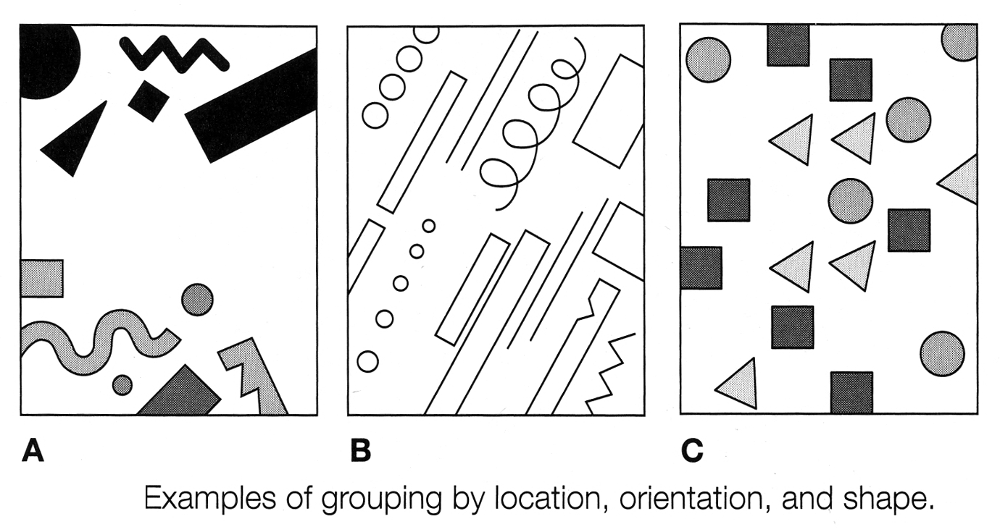 A B C
Examples of grouping by location, orientation, and shape.